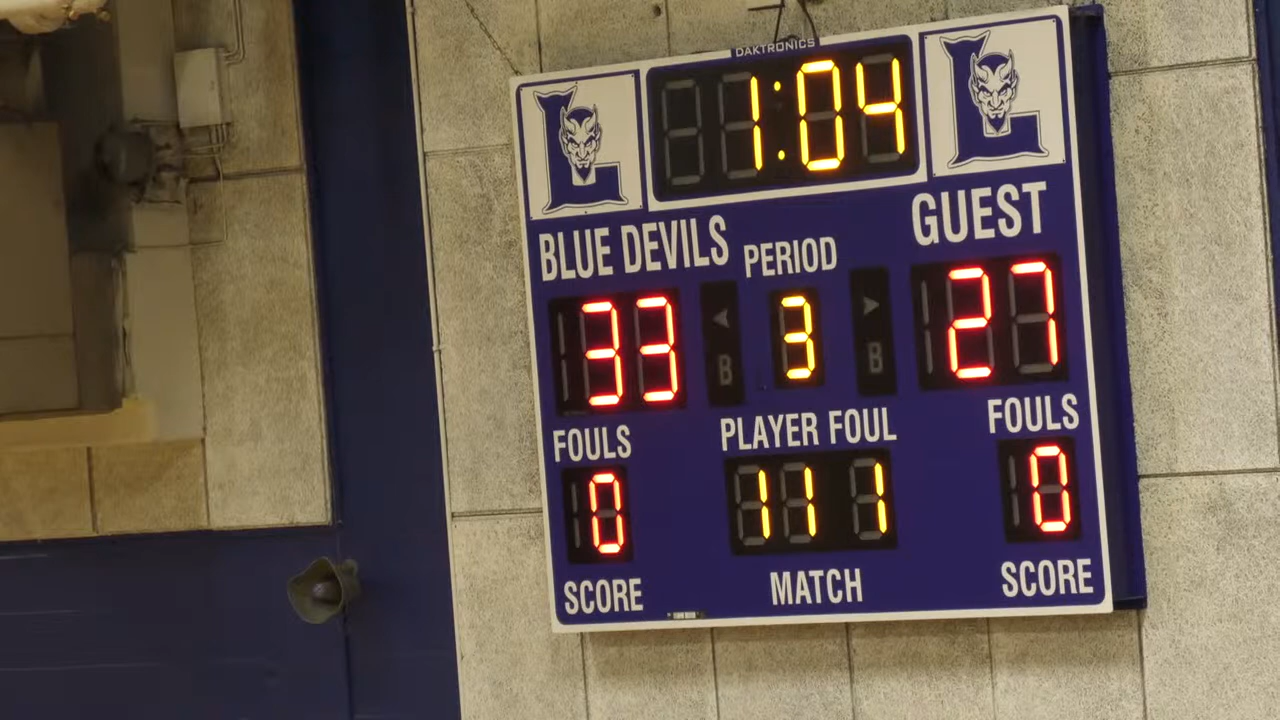 DAKTRONICS
L 1:04 L
BLUE DEVILS PERIOD GUEST
33 B 3 B 27
FOULS PLAYER FOUL FOULS
0 11 1 0
SCORE MATCH SCORE